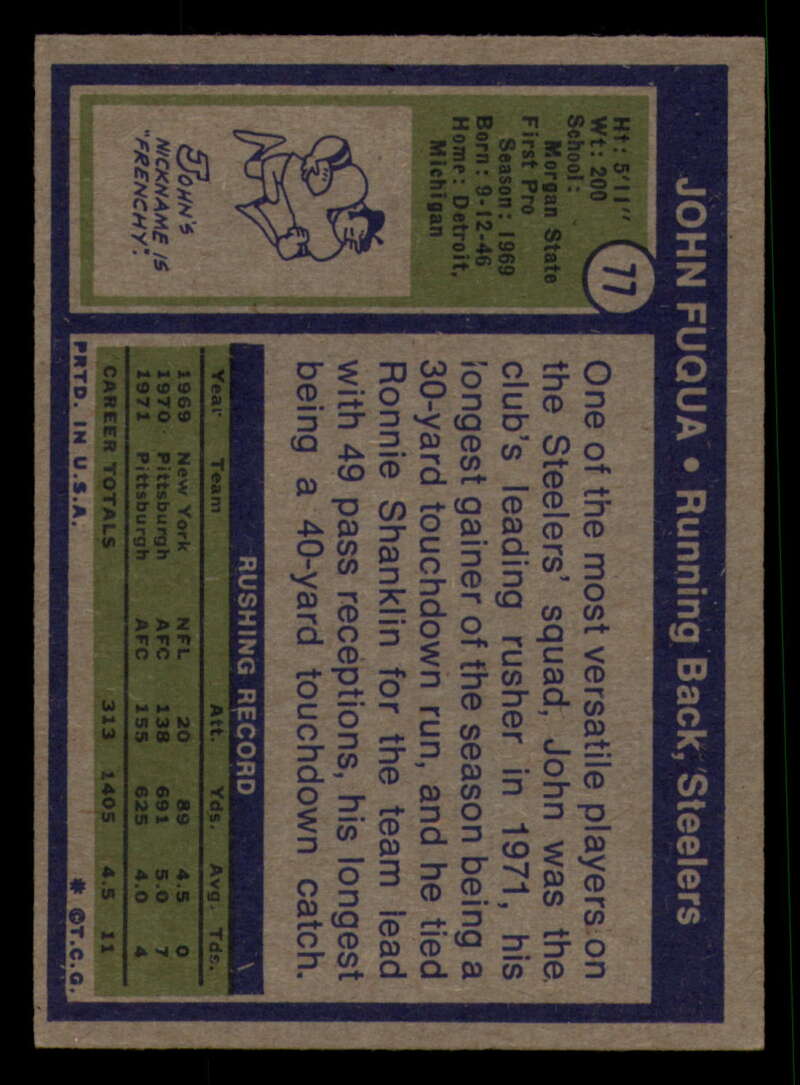 JOHN FUQUA • Running Back, Steelers
77
Ht: 5'11"
Wt: 200
School:
Morgan State
First Pro
Season: 1969
Born: 9-12-46
Home: Detroit,
Michigan
JOHN'S
NICKNAME IS
"FRENCHY."
One of the most versatile players on
the Steelers' squad, John was the
club's leading rusher in 1971, his
longest gainer of the season being a
30-yard touchdown run, and he tied
Ronnie Shanklin for the team lead
with 49 pass receptions, his longest
being a 40-yard touchdown catch.
RUSHING RECORD
Year Team Att. Yds. Avg. Tds.
1969 New York NFL 20 89 4.5 0
1970 Pittsburgh AFC 138 691 5.0 7
1971 Pittsburgh AFC 155 625 4.0 4
CAREER TOTALS 313 1405 4.5 11
PRTD. IN U.S.A. * ©T.C.G.